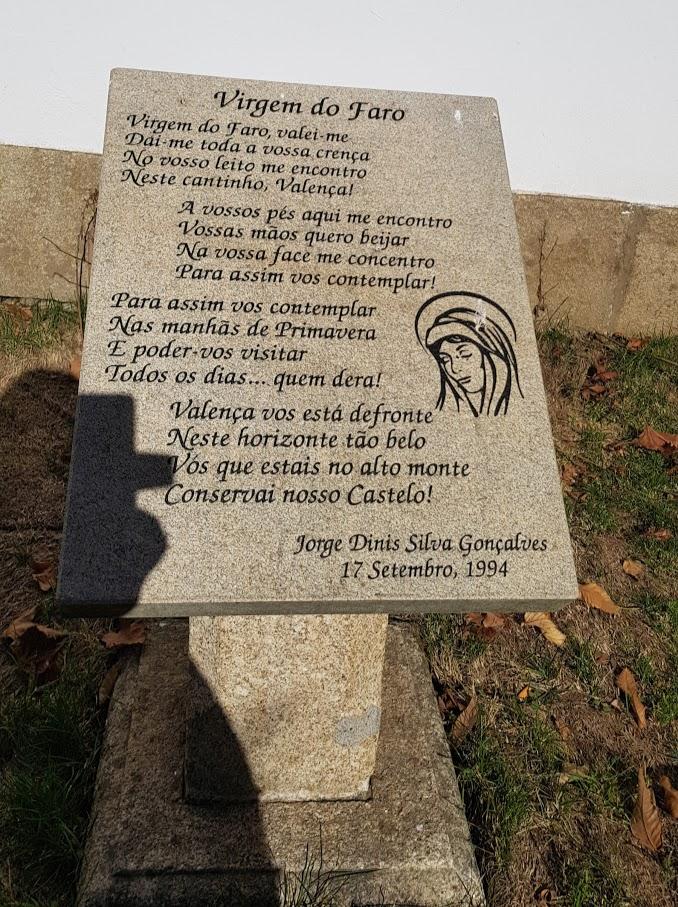 Virgem do Faro
Virgem do Faro, valei-me
Dai-me toda a vossa crença
No vosso leito me encontro
Neste cantinho, Valença!
A vossos pés aqui me encontro
Vossas mãos quero beijar
Na vossa face me concentro
Para assim vos contemplar!
Para assim vos contemplar
Nas manhãs de Primavera
E poder-vos visitar
Todos os dias... quem dera!
Valença vos está defronte
Neste horizonte tão belo
Vós que estais no alto monte
Conservai nosso Castelo!
Jorge Dinis Silva Gonçalves
17 Setembro, 1994